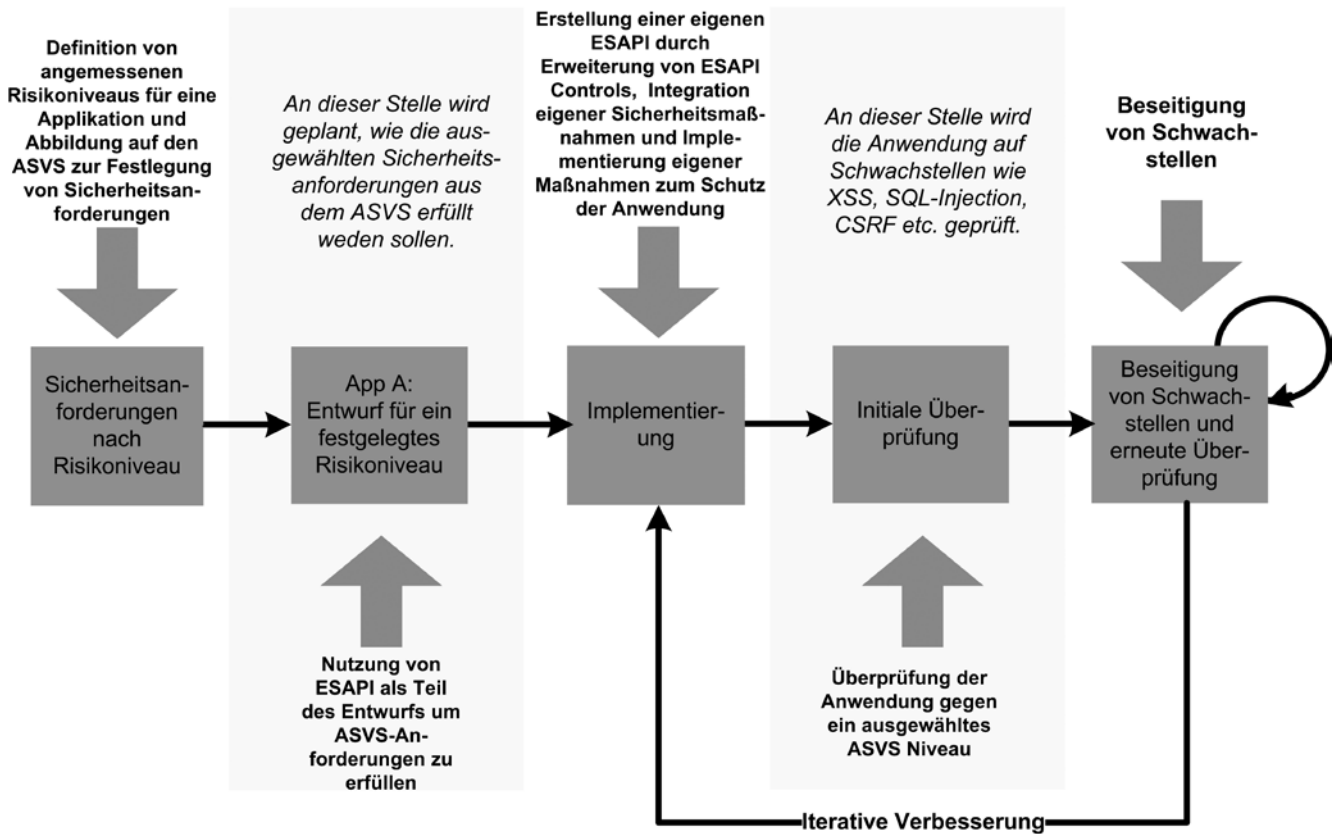 Definition von
angemessenen
Risikoniveaus für eine
Applikation und
Abbildung auf den
ASVS zur Festlegung
von Sicherheitsan-
forderungen
An dieser Stelle wird
geplant, wie die aus-
gewählten Sicherheits-
anforderungen aus
dem ASVS erfüllt
weden sollen.
Erstellung einer eigenen
ESAPI durch
Erweiterung von ESAPI
Controls, Integration
eigener Sicherheitsmaß-
nahmen und Imple-
mentierung eigener
Maßnahmen zum Schutz
der Anwendung
An dieser Stelle wird
die Anwendung auf
Schwachstellen wie
XSS, SQL-Injection,
CSRF etc. geprüft.
Beseitigung
von Schwach-
stellen
Sicherheitsan-
forderungen
nach
Risikoniveau
App A:
Entwurf für ein
festgelegtes
Risikoniveau
Implementier-
ung
Initiale Über-
prüfung
Beseitigung
von Schwach-
stellen und
erneute Über-
prüfung
Nutzung von
ESAPI als Teil
des Entwurfs um
ASVS-An-
forderungen zu
erfüllen
Überprüfung der
Anwendung gegen
ein ausgewähltes
ASVS Niveau
Iterative Verbesserung